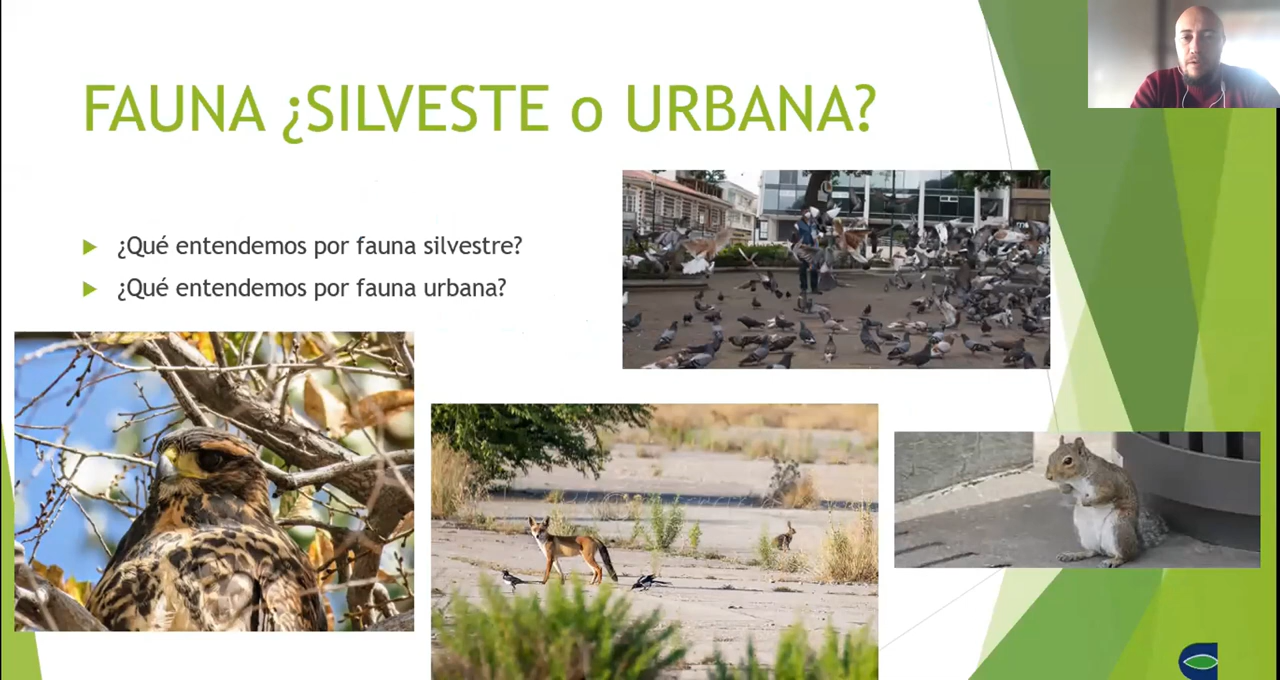 FAUNA ¿SILVESTE o URBANA?
¿Qué entendemos por fauna silvestre?
¿Qué entendemos por fauna urbana?